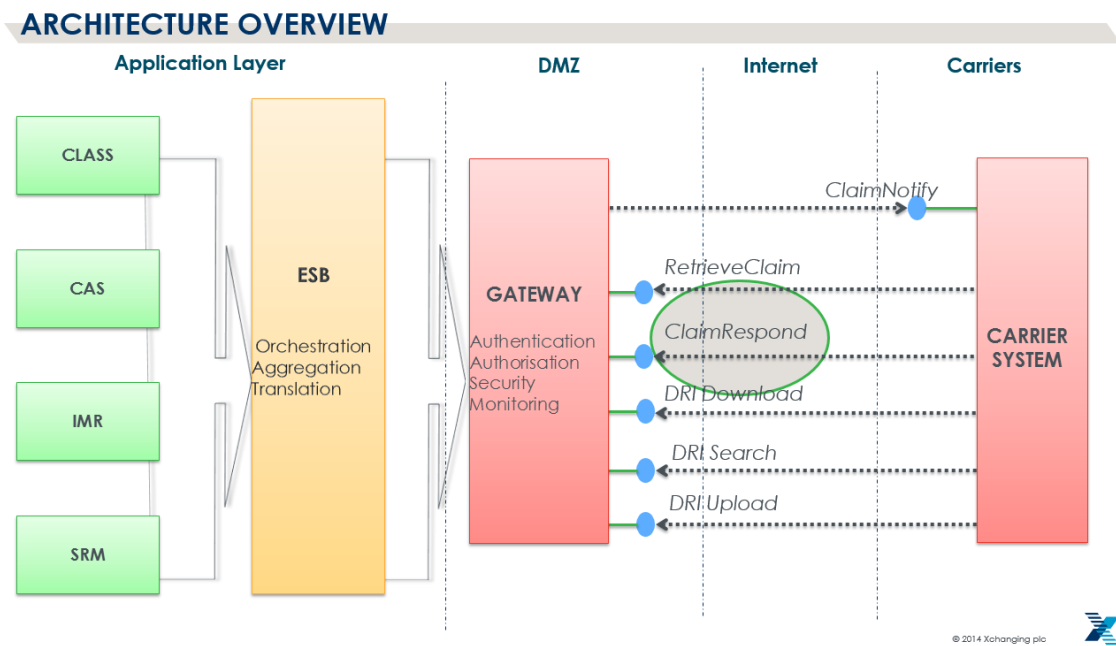 ARCHITECTURE OVERVIEW
Application Layer
DMZ
Internet
Carriers
CLASS
CAS
IMR
SRM
ESB
Orchestration
Aggregation
Translation
GATEWAY
Authentication
Authorisation
Security
Monitoring
ClaimNotify
RetrieveClaim
ClaimRespond
DRI Download
DRI Search
DRI Upload
CARRIER
SYSTEM
© 2014 Xchanging plc